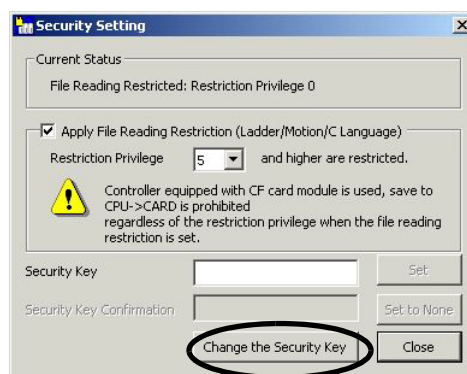 Security Setting
Current Status
File Reading Restricted: Restriction Privilege 0
Apply File Reading Restriction (Ladder/Motion/C Language)
Restriction Privilege 5 and higher are restricted.
Controller equipped with CF card module is used, save to
CPU->CARD is prohibited
regardless of the restriction privilege when the file reading
restriction is set.
Security Key Set
Security Key Confirmation Set to None
Change the Security Key Close